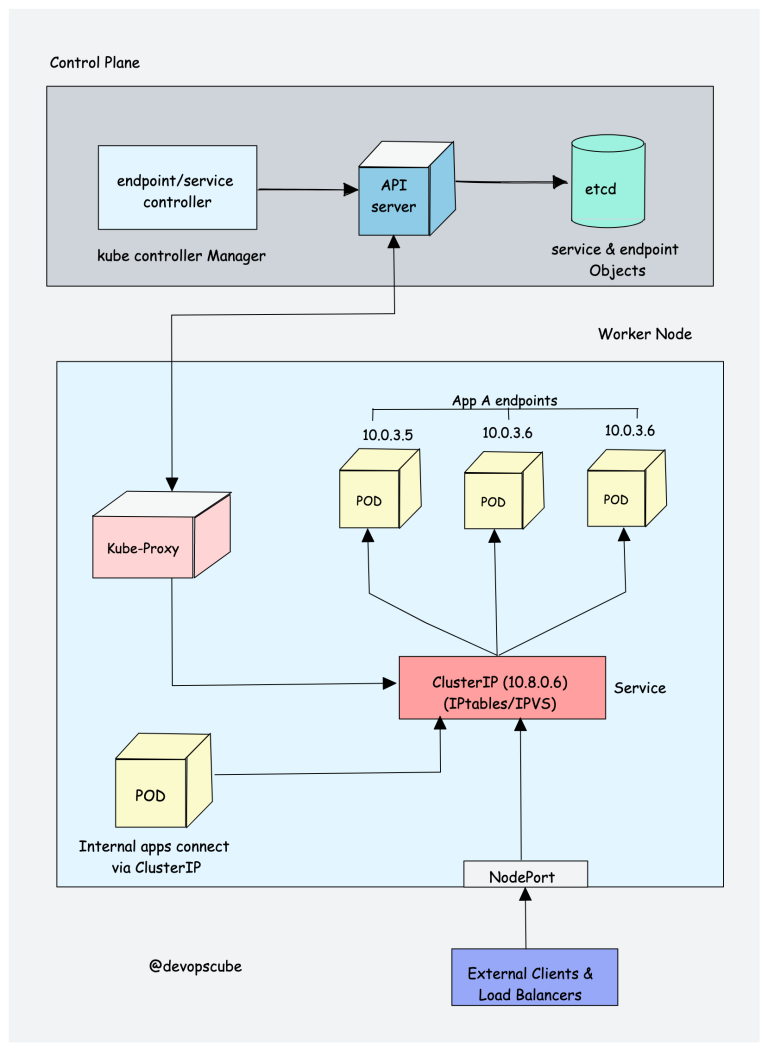 Control Plane
endpoint/service
controller
API
server
etcd
kube controller Manager
service & endpoint
Objects
Worker Node
App A endpoints
10.0.3.5
10.0.3.6
10.0.3.6
POD
POD
POD
Kube-Proxy
ClusterIP (10.8.0.6)
(IPtables/IPVS)
Service
POD
Internal apps connect
via ClusterIP
NodePort
@devopscube
External Clients &
Load Balancers